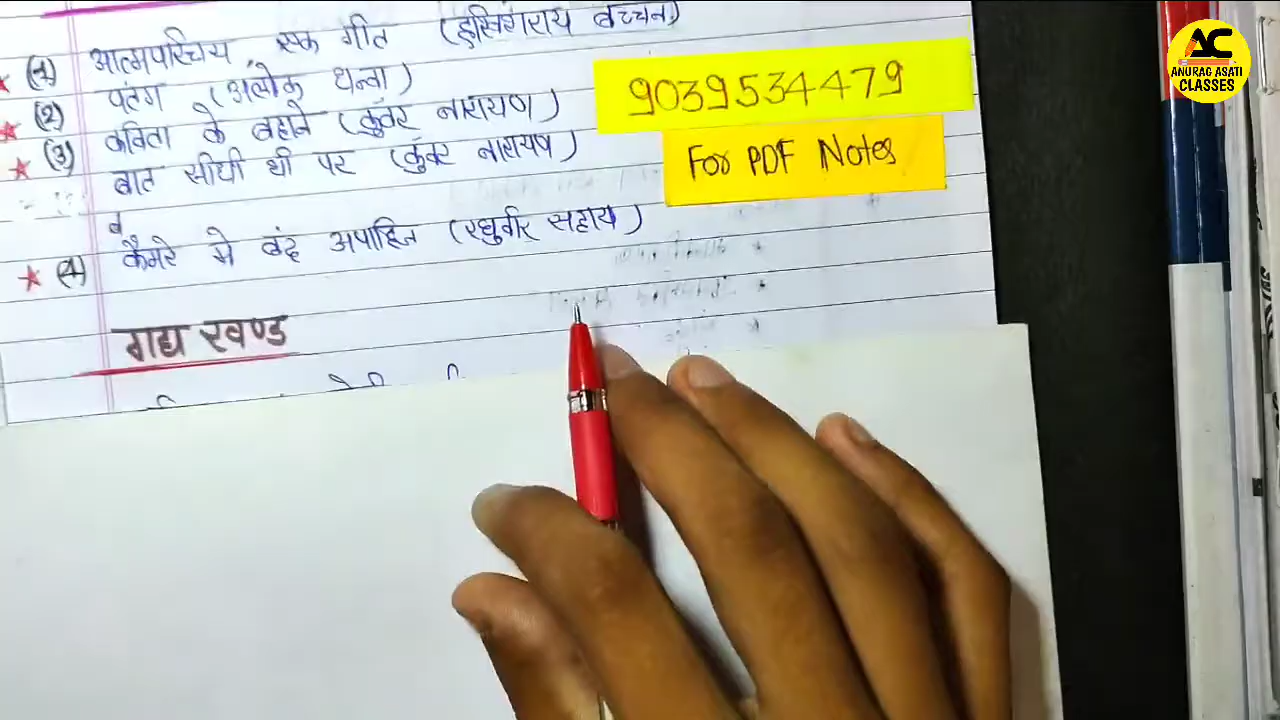 (1) आत्मपरिचय एक गीत (हरिवंशराय बच्चन)
(2) पतंग (आलोक धन्वा)
(3) कविता के बहाने (कुँवर नारायण)
बात सीधी थी पर (कुँवर नारायण)
व
(4) कैमरे मे बंद अपाहिज (रघुवीर सहाय)
गद्य खण्ड
9039534479
For PDF Notes
AC
ANURAG ASATI
CLASSES